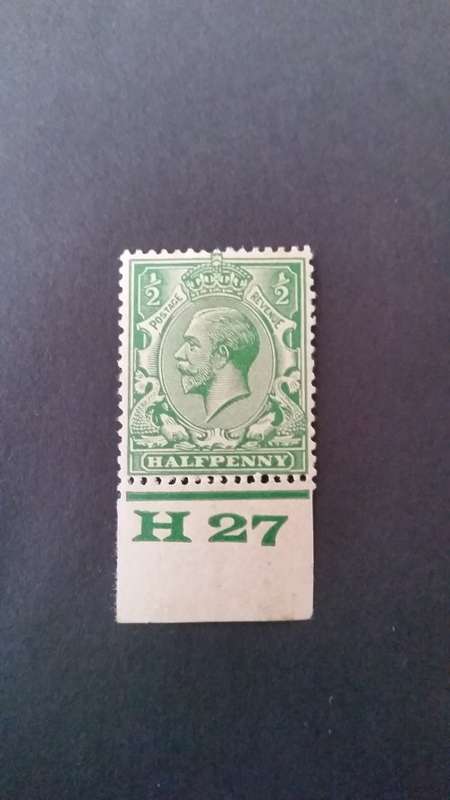 ½ ½
POSTAGE REVENUE
HALFPENNY
H 27